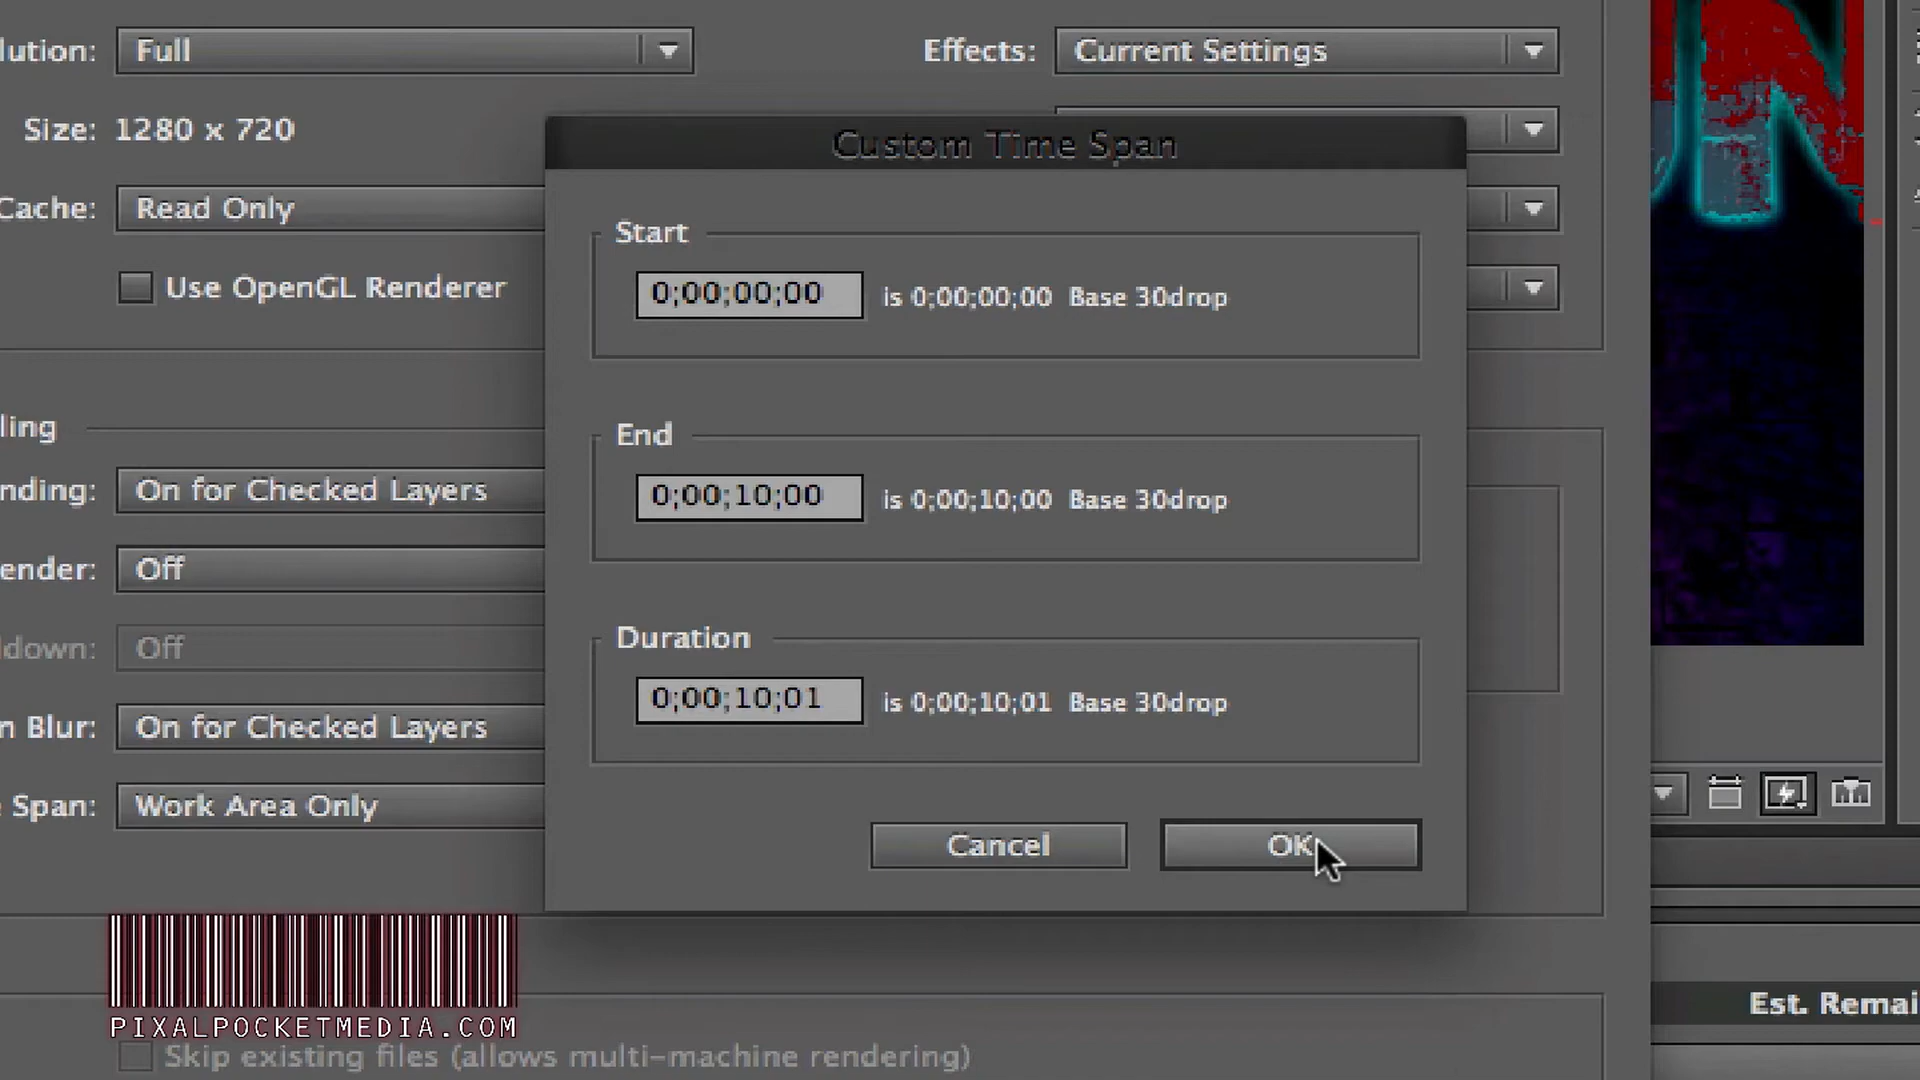 lution: Full
Effects: Current Settings
Size: 1280 x 720
Custom Time Span
Cache: Read Only
Start
Use OpenGL Renderer
0;00;00;00 is 0;00;00;00 Base 30drop
ling
End
nding: On for Checked Layers
0;00;10;00 is 0;00;10;00 Base 30drop
ender: Off
Duration
ldown: Off
0;00;10;01 is 0;00;10;01 Base 30drop
n Blur: On for Checked Layers
e Span: Work Area Only
Cancel
OK
Est. Remai
PIXALPOCKETMEDIA.COM
Skip existing files (allows multi-machine rendering)